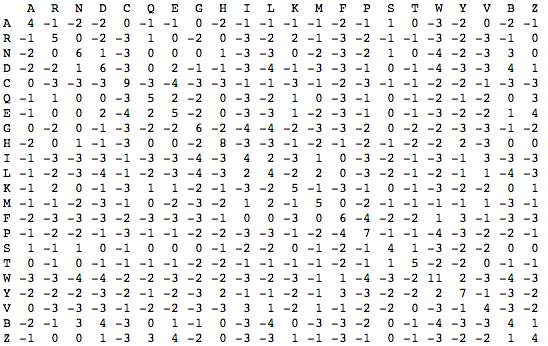 A R N D C Q E G H I L K M F P S T W Y V B Z
A 4 -1 -2 -2 0 -1 -1 0 -2 -1 -1 -1 -1 -2 -1 1 0 -3 -2 0 -2 -1
R -1 5 0 -2 -3 1 0 -2 0 -3 -2 2 -1 -3 -2 -1 -1 -3 -2 -3 -1 0
N -2 0 6 1 -3 0 0 0 1 -3 -3 0 -2 -3 -2 1 0 -4 -2 -3 3 0
D -2 -2 1 6 -3 0 2 -1 -1 -3 -4 -1 -3 -3 -1 0 -1 -4 -3 -3 4 1
C 0 -3 -3 -3 9 -3 -4 -3 -3 -1 -1 -3 -1 -2 -3 -1 -1 -2 -2 -1 -3 -3
Q -1 1 0 0 -3 5 2 -2 0 -3 -2 1 0 -3 -1 0 -1 -2 -1 -2 0 3
E -1 0 0 2 -4 2 5 -2 0 -3 -3 1 -2 -3 -1 0 -1 -3 -2 -2 1 4
G 0 -2 0 -1 -3 -2 -2 6 -2 -4 -4 -2 -3 -3 -2 0 -2 -2 -3 -3 -1 -2
H -2 0 1 -1 -3 0 0 -2 8 -3 -3 -1 -2 -1 -2 -1 -2 -2 2 -3 0 0
I -1 -3 -3 -3 -1 -3 -3 -4 -3 4 2 -3 1 0 -3 -2 -1 -3 -1 3 -3 -3
L -1 -2 -3 -4 -1 -2 -3 -4 -3 2 4 -2 2 0 -3 -2 -1 -2 -1 1 -4 -3
K -1 2 0 -1 -3 1 1 -2 -1 -3 -2 5 -1 -3 -1 0 -1 -3 -2 -2 0 1
M -1 -1 -2 -3 -1 0 -2 -3 -2 1 2 -1 5 0 -2 -1 -1 -1 -1 1 -3 -1
F -2 -3 -3 -3 -2 -3 -3 -3 -1 0 0 -3 0 6 -4 -2 -2 1 3 -1 -3 -3
P -1 -2 -2 -1 -3 -1 -1 -2 -2 -3 -3 -1 -2 -4 7 -1 -1 -4 -3 -2 -2 -1
S 1 -1 1 0 -1 0 0 0 -1 -2 -2 0 -1 -2 -1 4 1 -3 -2 -2 0 0
T 0 -1 0 -1 -1 -1 -1 -2 -2 -1 -1 -1 -1 -2 -1 1 5 -2 -2 0 -1 -1
W -3 -3 -4 -4 -2 -2 -3 -2 -2 -3 -2 -3 -1 1 -4 -3 -2 11 2 -3 -4 -3
Y -2 -2 -2 -3 -2 -1 -2 -3 2 -1 -1 -2 -1 3 -3 -2 -2 2 7 -1 -3 -2
V 0 -3 -3 -3 -1 -2 -2 -3 -3 3 1 -2 1 -1 -2 -2 0 -3 -1 4 -3 -2
B -2 -1 3 4 -3 0 1 -1 0 -3 -4 0 -3 -3 -2 0 -1 -4 -3 -3 4 1
Z -1 0 0 1 -3 3 4 -2 0 -3 -3 1 -1 -3 -1 0 -1 -3 -2 -2 1 4